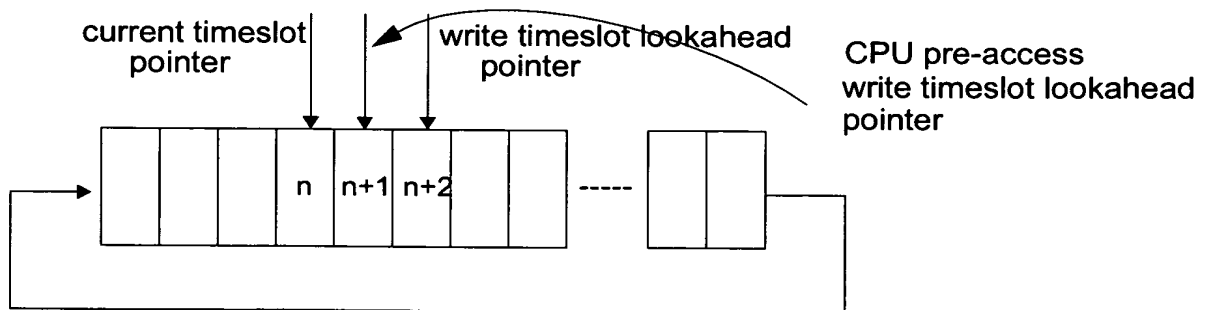 current timeslot
pointer
write timeslot lookahead
pointer
CPU pre-access
write timeslot lookahead
pointer
n
n+1
n+2